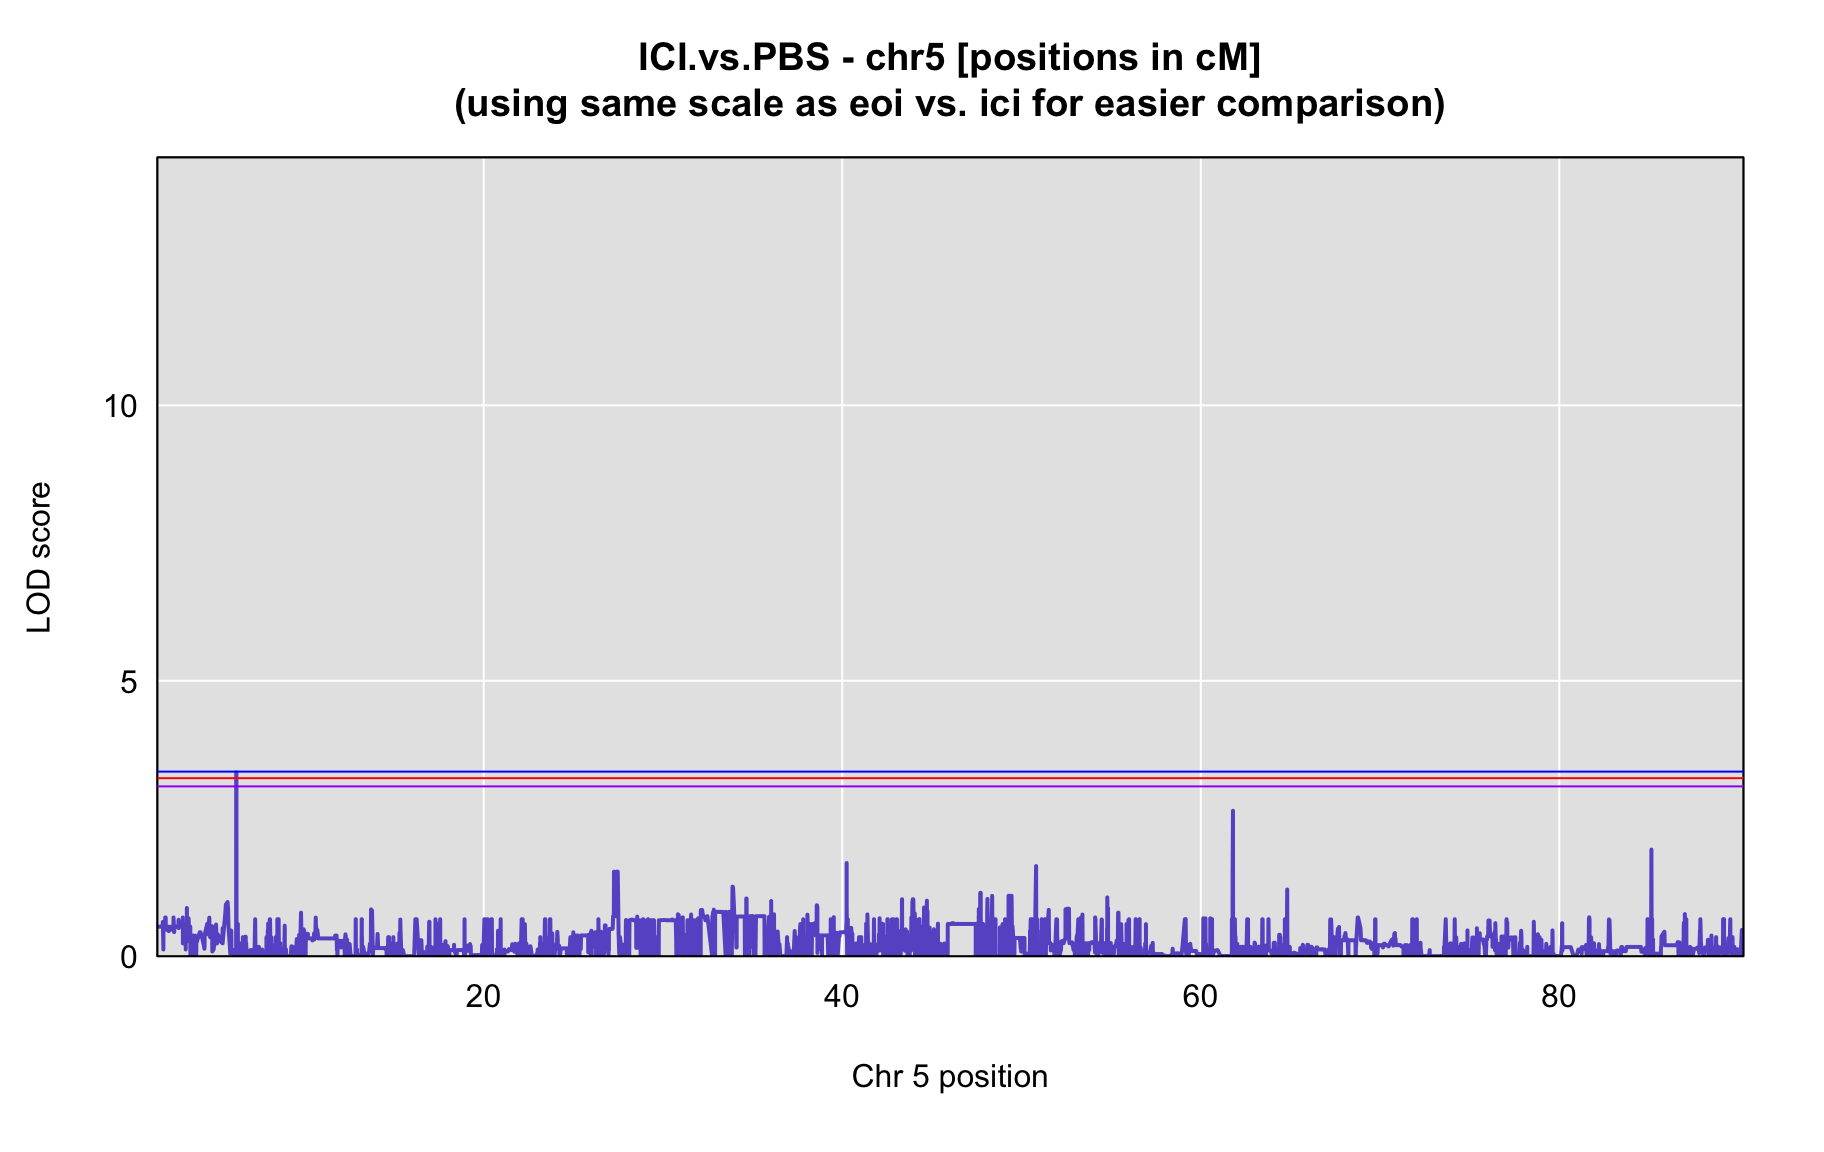 ICI.vs.PBS - chr5 [positions in cM]
(using same scale as eoi vs. ici for easier comparison)
LOD score
10
5
0
20 40 60 80
Chr 5 position